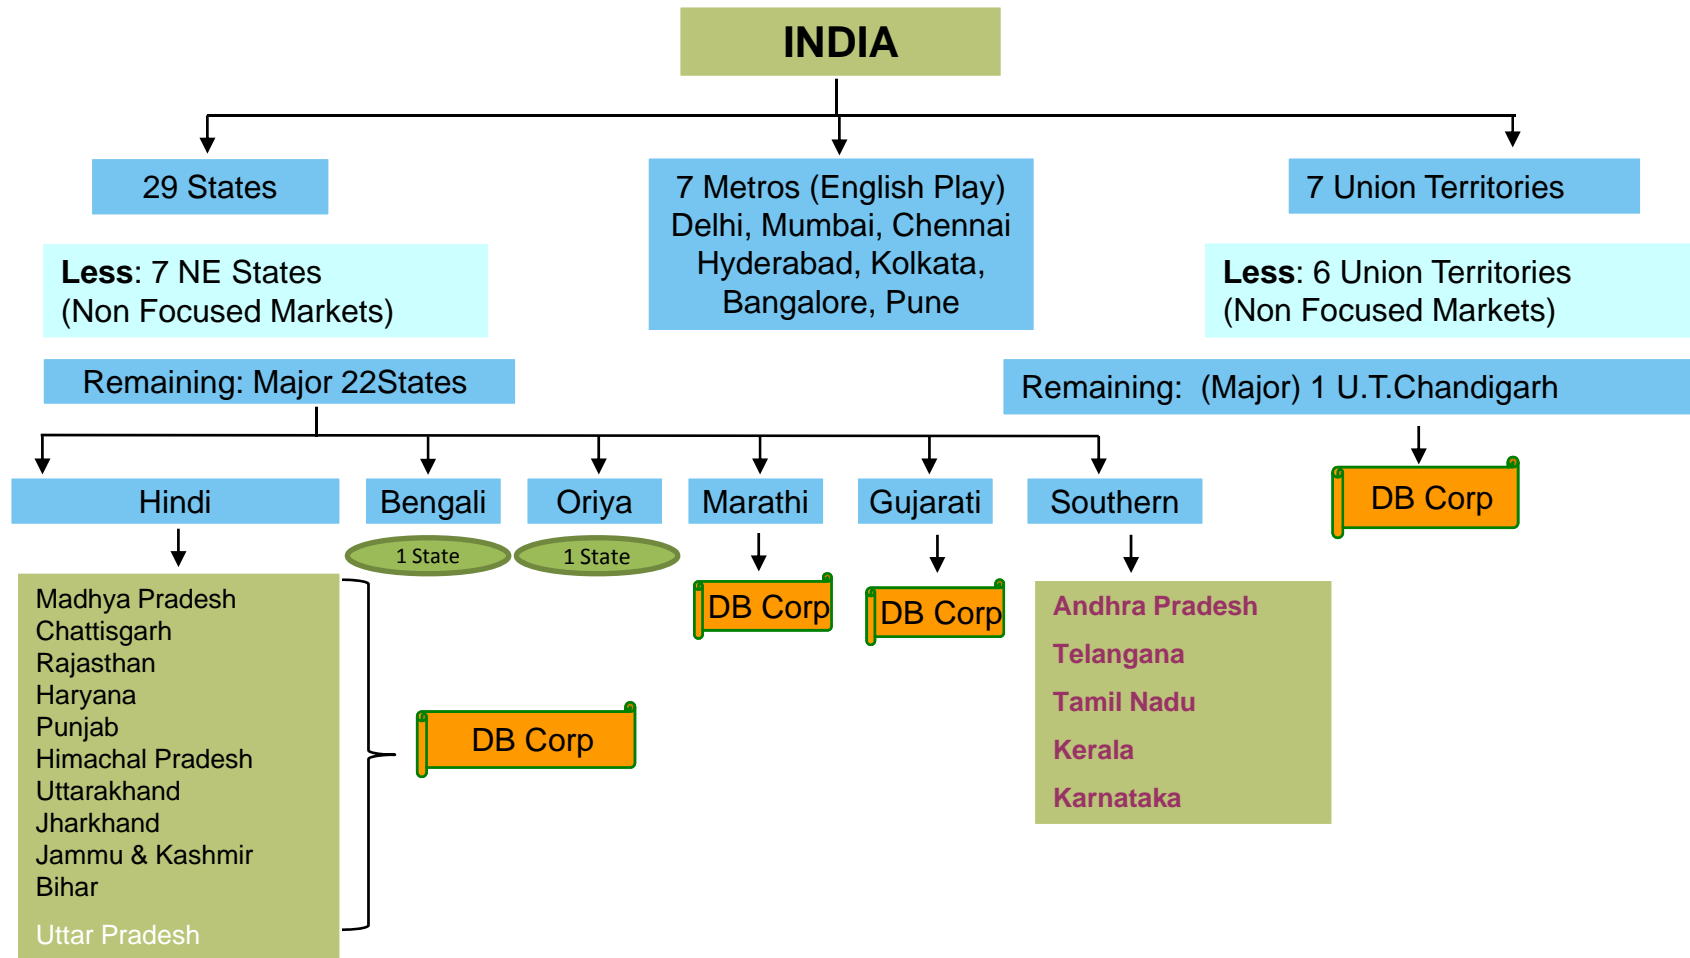 INDIA
29 States
7 Metros (English Play)
Delhi, Mumbai, Chennai
Hyderabad, Kolkata,
Bangalore, Pune
7 Union Territories
Less: 7 NE States
(Non Focused Markets)
Less: 6 Union Territories
(Non Focused Markets)
Remaining: Major 22States
Remaining: (Major) 1 U.T.Chandigarh
Hindi
Bengali
Oriya
Marathi
Gujarati
Southern
DB Corp
1 State
1 State
DB Corp
DB Corp
Madhya Pradesh
Chattisgarh
Rajasthan
Haryana
Punjab
Himachal Pradesh
Uttarakhand
Jharkhand
Jammu & Kashmir
Bihar
Uttar Pradesh
DB Corp
Andhra Pradesh
Telangana
Tamil Nadu
Kerala
Karnataka